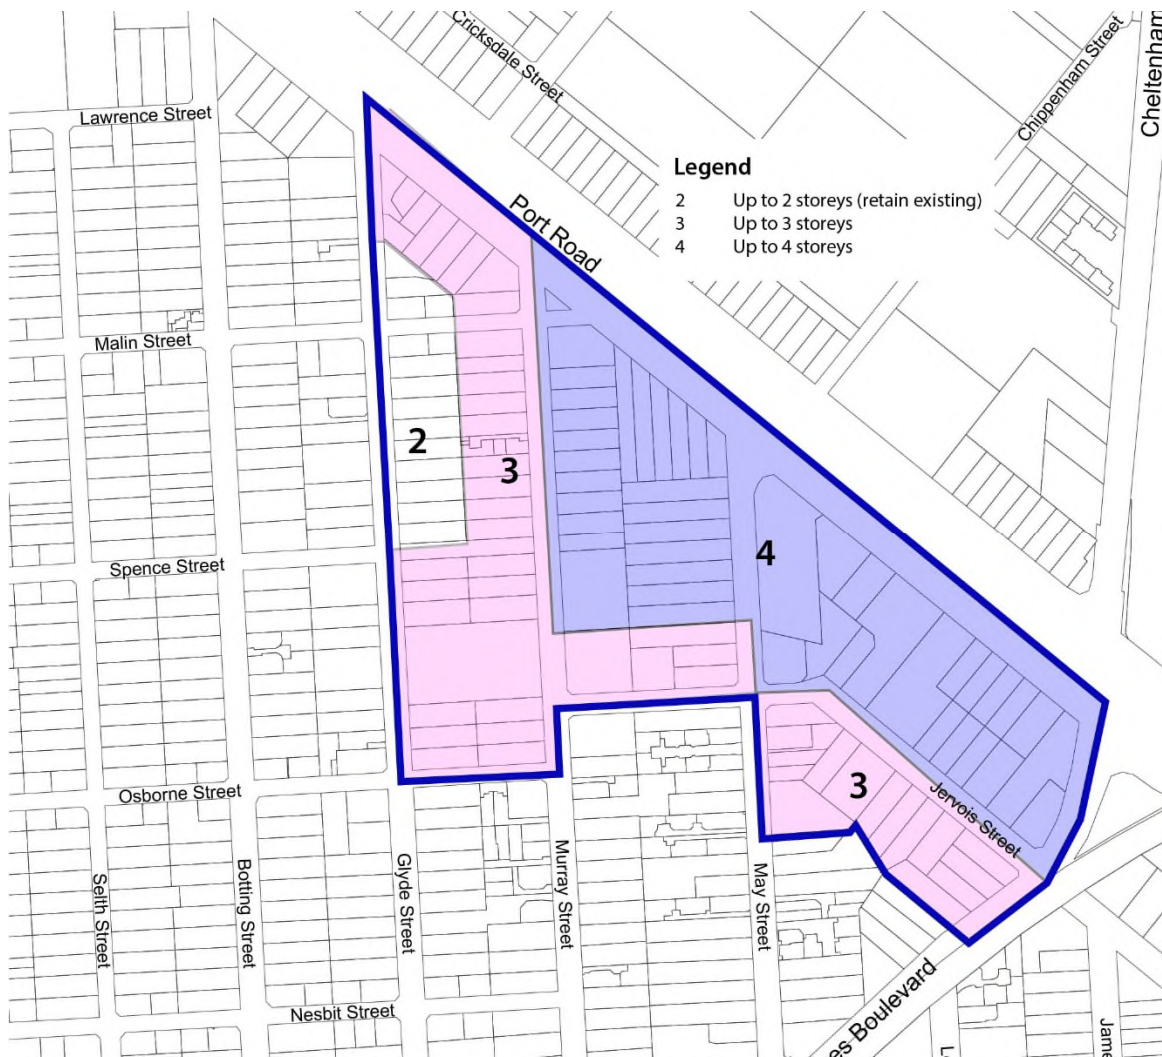 Cricksdale Street
Chippenham Street
Cheltenham
Lawrence Street
Legend
2 Up to 2 storeys (retain existing)
3 Up to 3 storeys
4 Up to 4 storeys
Port Road
Malin Street
2
3
4
Spence Street
3
Jervois Street
Osborne Street
Selth Street
Botting Street
Glyde Street
Murray Street
May Street
Nesbit Street
es Boulevard
L
Jame